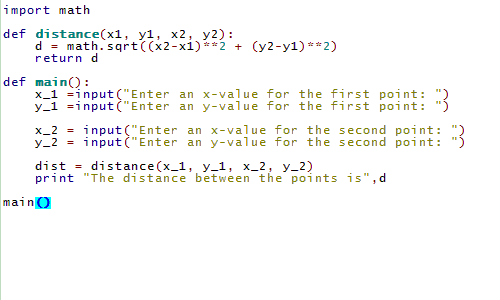 import math
def distance(x1, y1, x2, y2):
    d = math.sqrt((x2-x1)**2 + (y2-y1)**2)
    return d
def main():
    x_1 =input("Enter an x-value for the first point: ")
    y_1 =input("Enter an y-value for the first point: ")
    x_2 = input("Enter an x-value for the second point: ")
    y_2 = input("Enter an y-value for the second point: ")
    dist = distance(x_1, y_1, x_2, y_2)
    print "The distance between the points is",d
main()